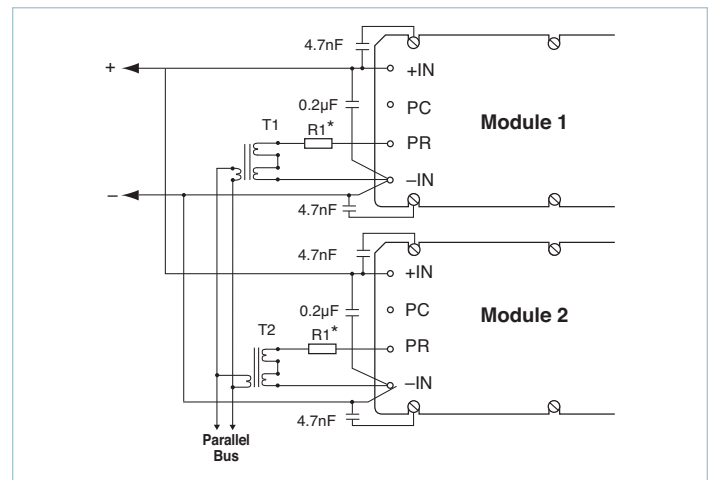 4.7nF
+
+IN
0.2µF
PC
Module 1
T1
R1*
PR
–IN
–
4.7nF
4.7nF
+IN
0.2µF
PC
Module 2
T2
R1*
PR
–IN
4.7nF
Parallel
Bus